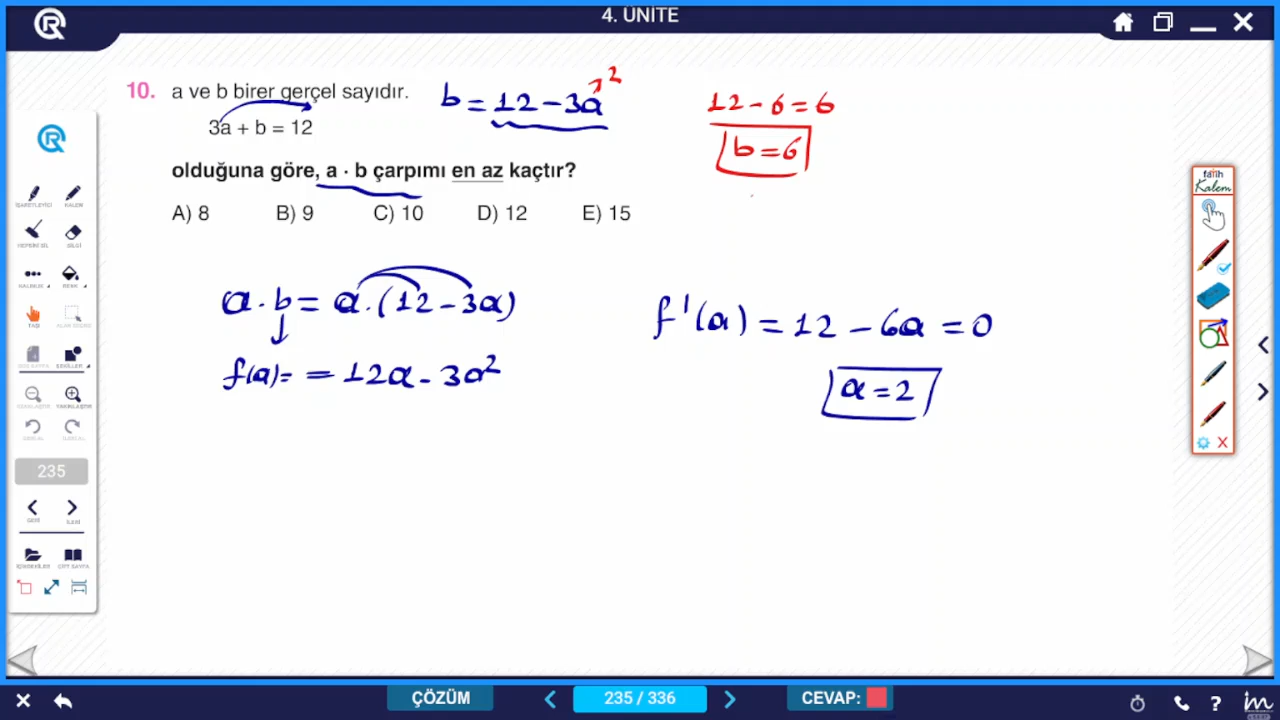 4. ÜNİTE
10. a ve b birer gerçel sayıdır.
3a + b = 12
olduğuna göre, a · b çarpımı en az kaçtır?
A) 8 B) 9 C) 10 D) 12 E) 15
b = 12 - 3a
2
12 - 6 = 6
b = 6
a · b = a · (12 - 3a)
f(a) = = 12a - 3a²
f'(a) = 12 - 6a = 0
a = 2
235
fatih
Kalem
ÇÖZÜM
235 / 336
CEVAP: